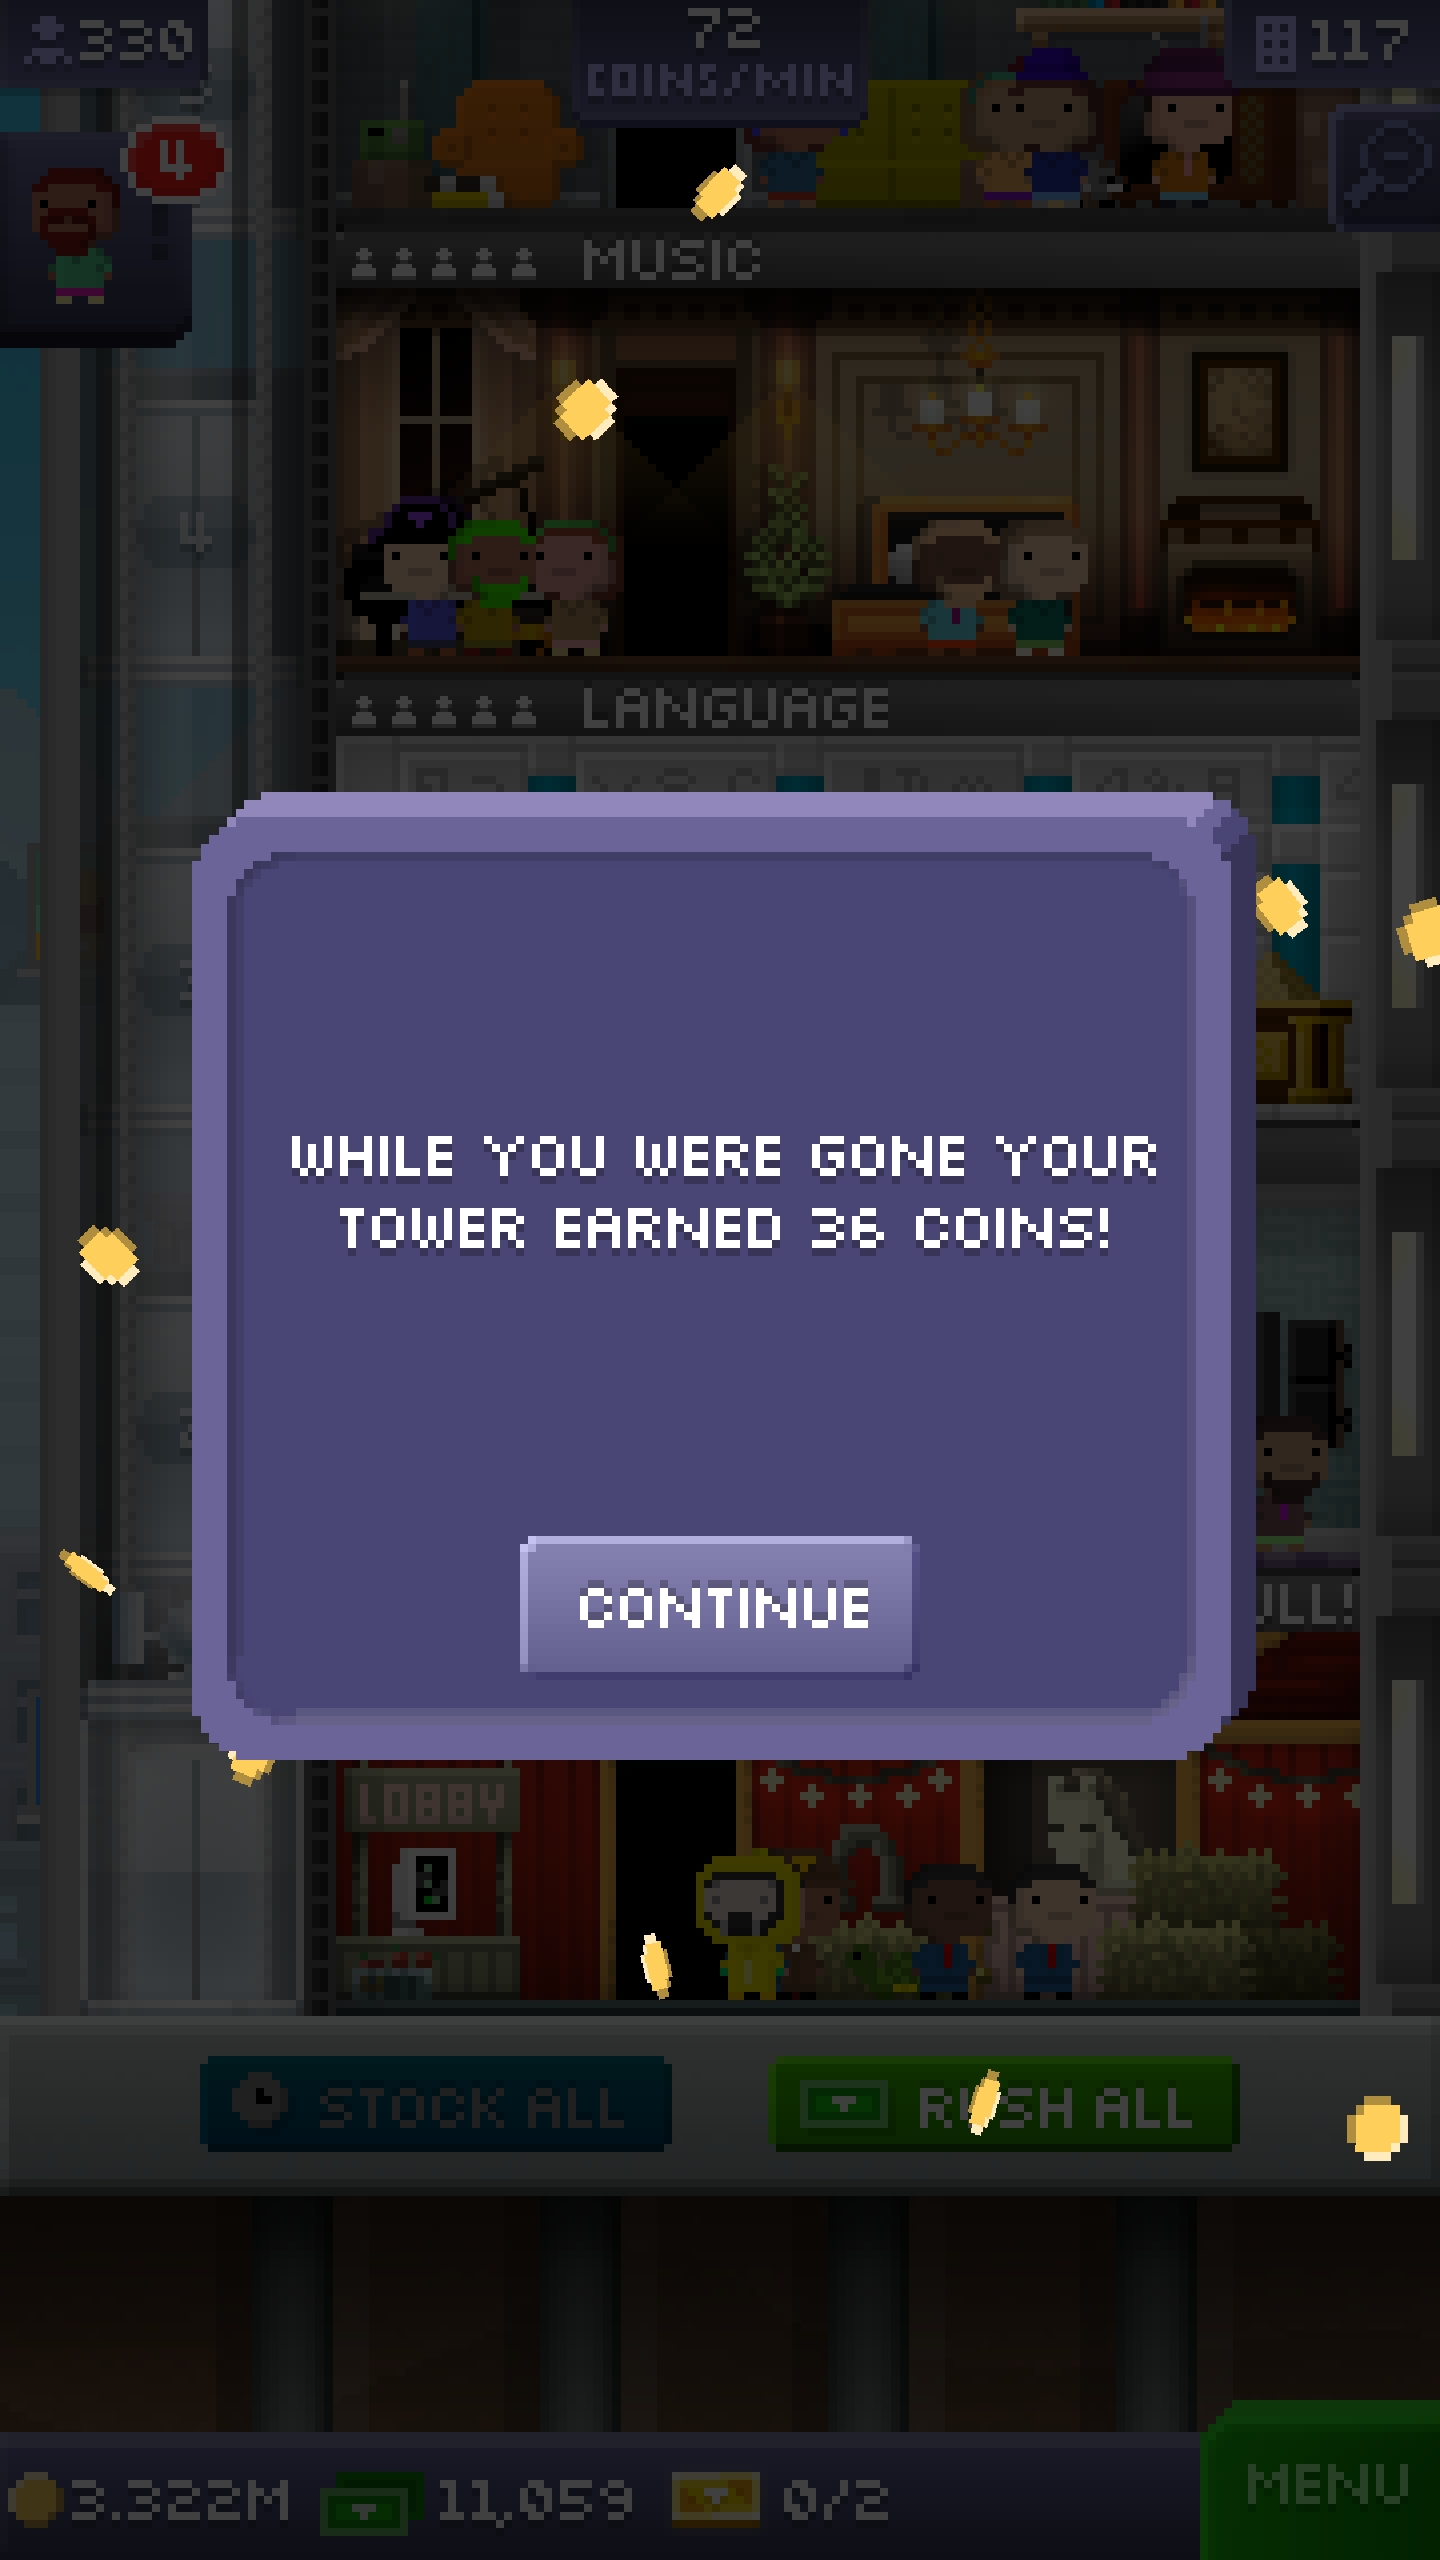 330
72
COINS/MIN
117
4
MUSIC
4
LANGUAGE
WHILE YOU WERE GONE YOUR
TOWER EARNED 36 COINS!
CONTINUE
LOBBY
STOCK ALL
RUSH ALL
3.322M
11,059
0/2
MENU